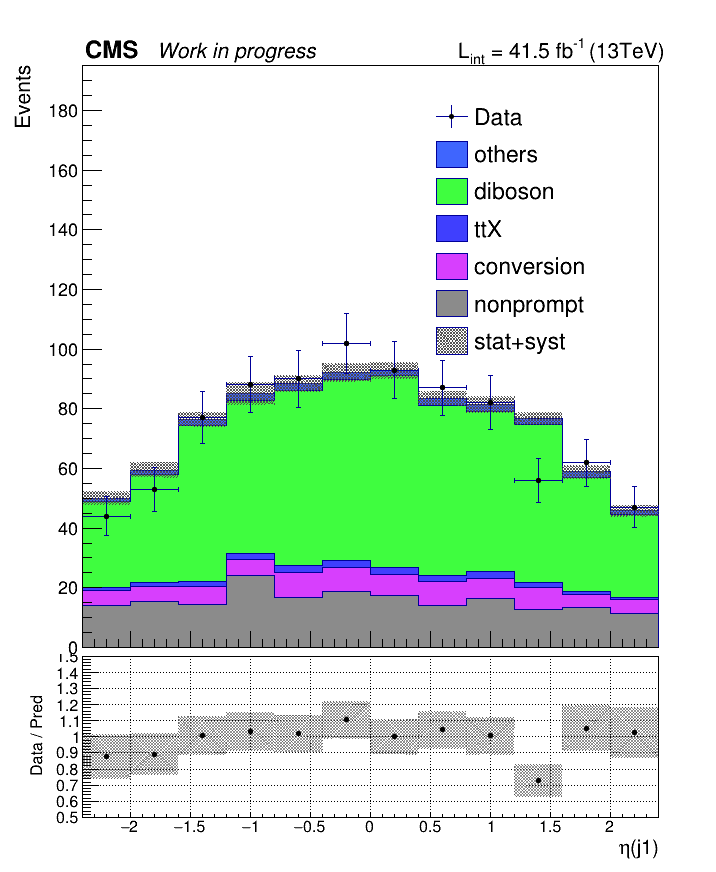 CMS Work in progress L_int = 41.5 fb^-1 (13TeV)
Events
180
160
140
120
100
80
60
40
20
0
Data
others
diboson
ttX
conversion
nonprompt
stat+syst
Data / Pred
1.5
1.4
1.3
1.2
1.1
1
0.9
0.8
0.7
0.6
0.5
−2 −1.5 −1 −0.5 0 0.5 1 1.5 2
η(j1)